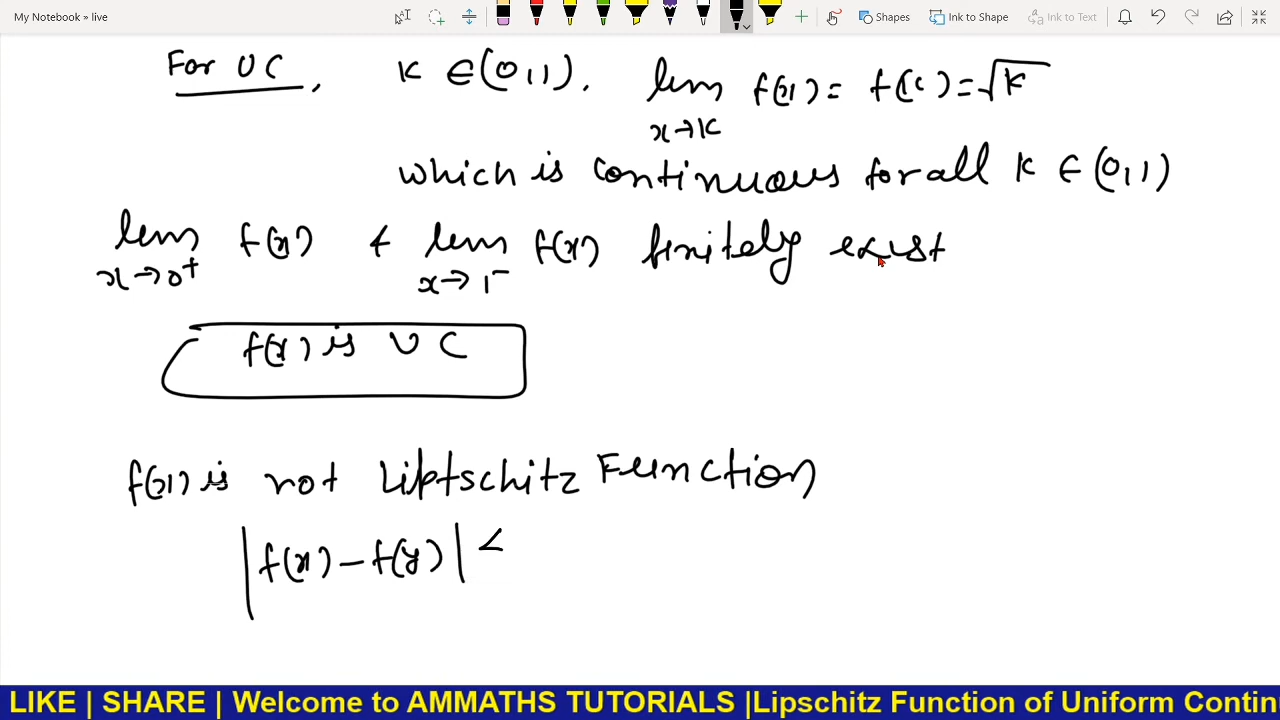 My Notebook » live
Shapes Ink to Shape Ink to Text
For UC, k ∈ (0,1). lim f(x) = f(k) = √k
x→k
which is continuous for all k ∈ (0,1)
lim f(x) & lim f(x) finitely exist
x→0⁺ x→1⁻
f(x) is UC
f(x) is not Liptschitz Function
|f(x) - f(y)| <
LIKE | SHARE | Welcome to AMMATHS TUTORIALS |Lipschitz Function of Uniform Contin